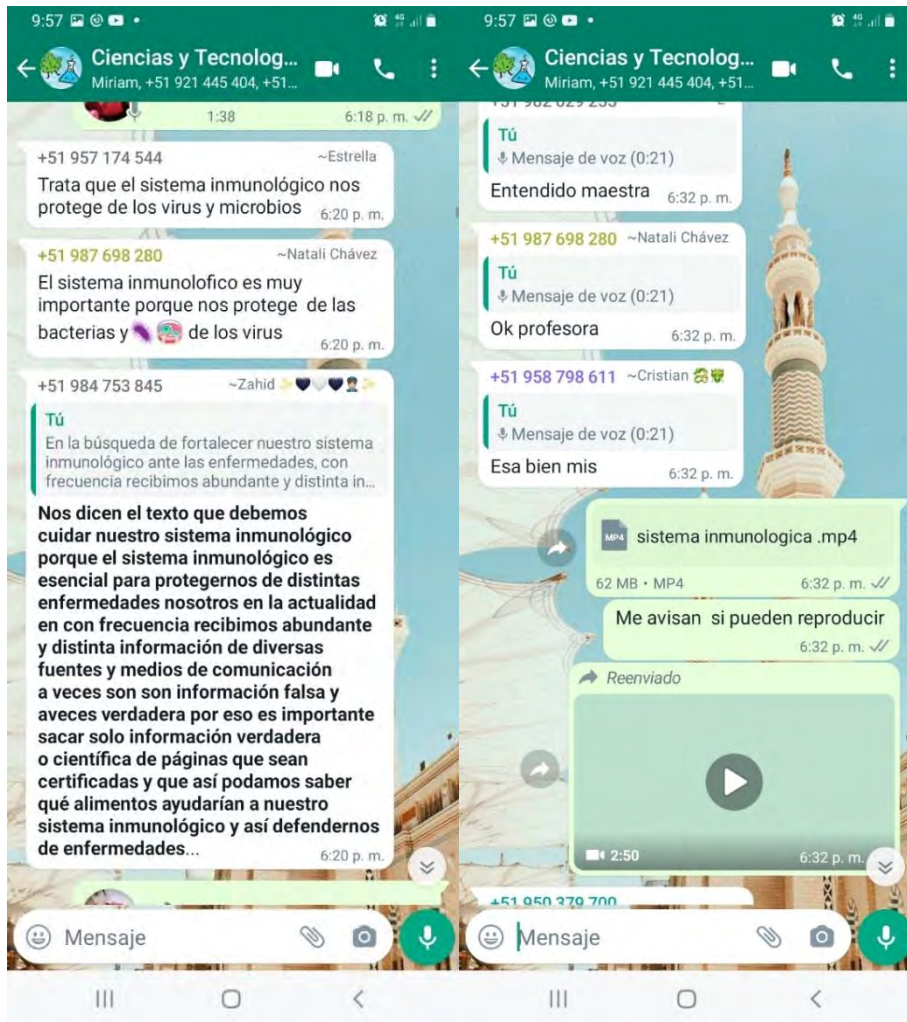 9:57
Ciencias y Tecnolog...
Miriam, +51 921 445 404, +51...
1:38 6:18 p. m.
+51 957 174 544 ~Estrella
Trata que el sistema inmunológico nos
protege de los virus y microbios 6:20 p. m.
+51 987 698 280 ~Natali Chávez
El sistema inmunolofico es muy
importante porque nos protege de las
bacterias y 🦠 🧫 de los virus
6:20 p. m.
+51 984 753 845 ~Zahid
Tú
En la búsqueda de fortalecer nuestro sistema
inmunológico ante las enfermedades, con
frecuencia recibimos abundante y distinta in...
Nos dicen el texto que debemos
cuidar nuestro sistema inmunológico
porque el sistema inmunológico es
esencial para protegernos de distintas
enfermedades nosotros en la actualidad
en con frecuencia recibimos abundante
y distinta información de diversas
fuentes y medios de comunicación
a veces son son información falsa y
aveces verdadera por eso es importante
sacar solo información verdadera
o científica de páginas que sean
certificadas y que así podamos saber
qué alimentos ayudarían a nuestro
sistema inmunológico y así defendernos
de enfermedades...
6:20 p. m.
Mensaje
9:57
Ciencias y Tecnolog...
Miriam, +51 921 445 404, +51...
Tú
Mensaje de voz (0:21)
Entendido maestra 6:32 p. m.
+51 987 698 280 ~Natali Chávez
Tú
Mensaje de voz (0:21)
Ok profesora 6:32 p. m.
+51 958 798 611 ~Cristian
Tú
Mensaje de voz (0:21)
Esa bien mis 6:32 p. m.
MP4 sistema inmunologica .mp4
62 MB • MP4 6:32 p. m.
Me avisan si pueden reproducir
6:32 p. m.
Reenviado
2:50 6:32 p. m.
+51 950 379 700
Mensaje